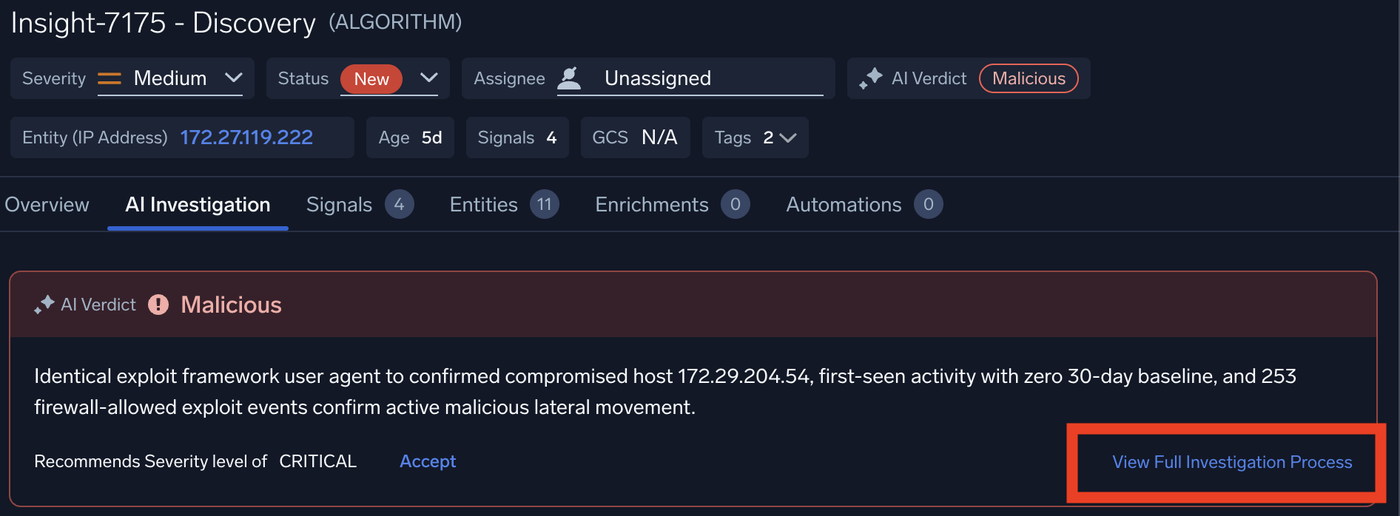 Insight-7175 - Discovery (ALGORITHM)
Severity Medium Status New Assignee Unassigned AI Verdict Malicious
Entity (IP Address) 172.27.119.222 Age 5d Signals 4 GCS N/A Tags 2
Overview AI Investigation Signals 4 Entities 11 Enrichments 0 Automations 0
AI Verdict Malicious
Identical exploit framework user agent to confirmed compromised host 172.29.204.54, first-seen activity with zero 30-day baseline, and 253
firewall-allowed exploit events confirm active malicious lateral movement.
Recommends Severity level of CRITICAL Accept View Full Investigation Process